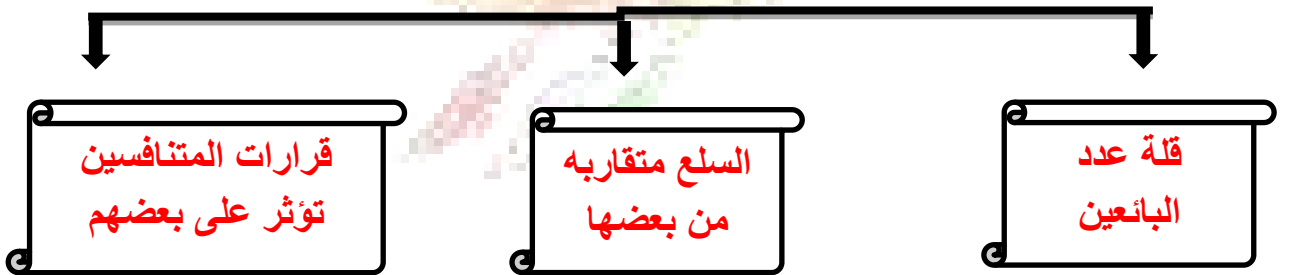 قلة عدد
البائعين
السلع متقاربه
من بعضها
قرارات المتنافسين
تؤثر على بعضهم